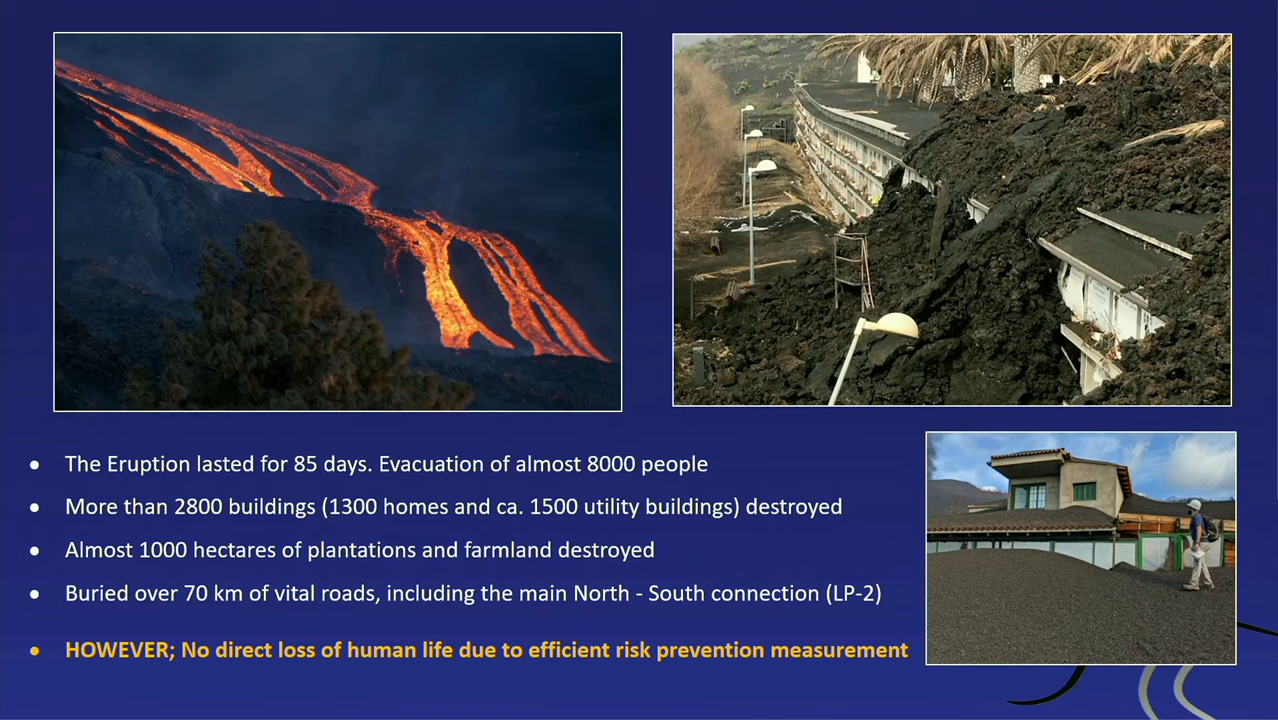 The Eruption lasted for 85 days. Evacuation of almost 8000 people
More than 2800 buildings (1300 homes and ca. 1500 utility buildings) destroyed
Almost 1000 hectares of plantations and farmland destroyed
Buried over 70 km of vital roads, including the main North - South connection (LP-2)
HOWEVER; No direct loss of human life due to efficient risk prevention measurement